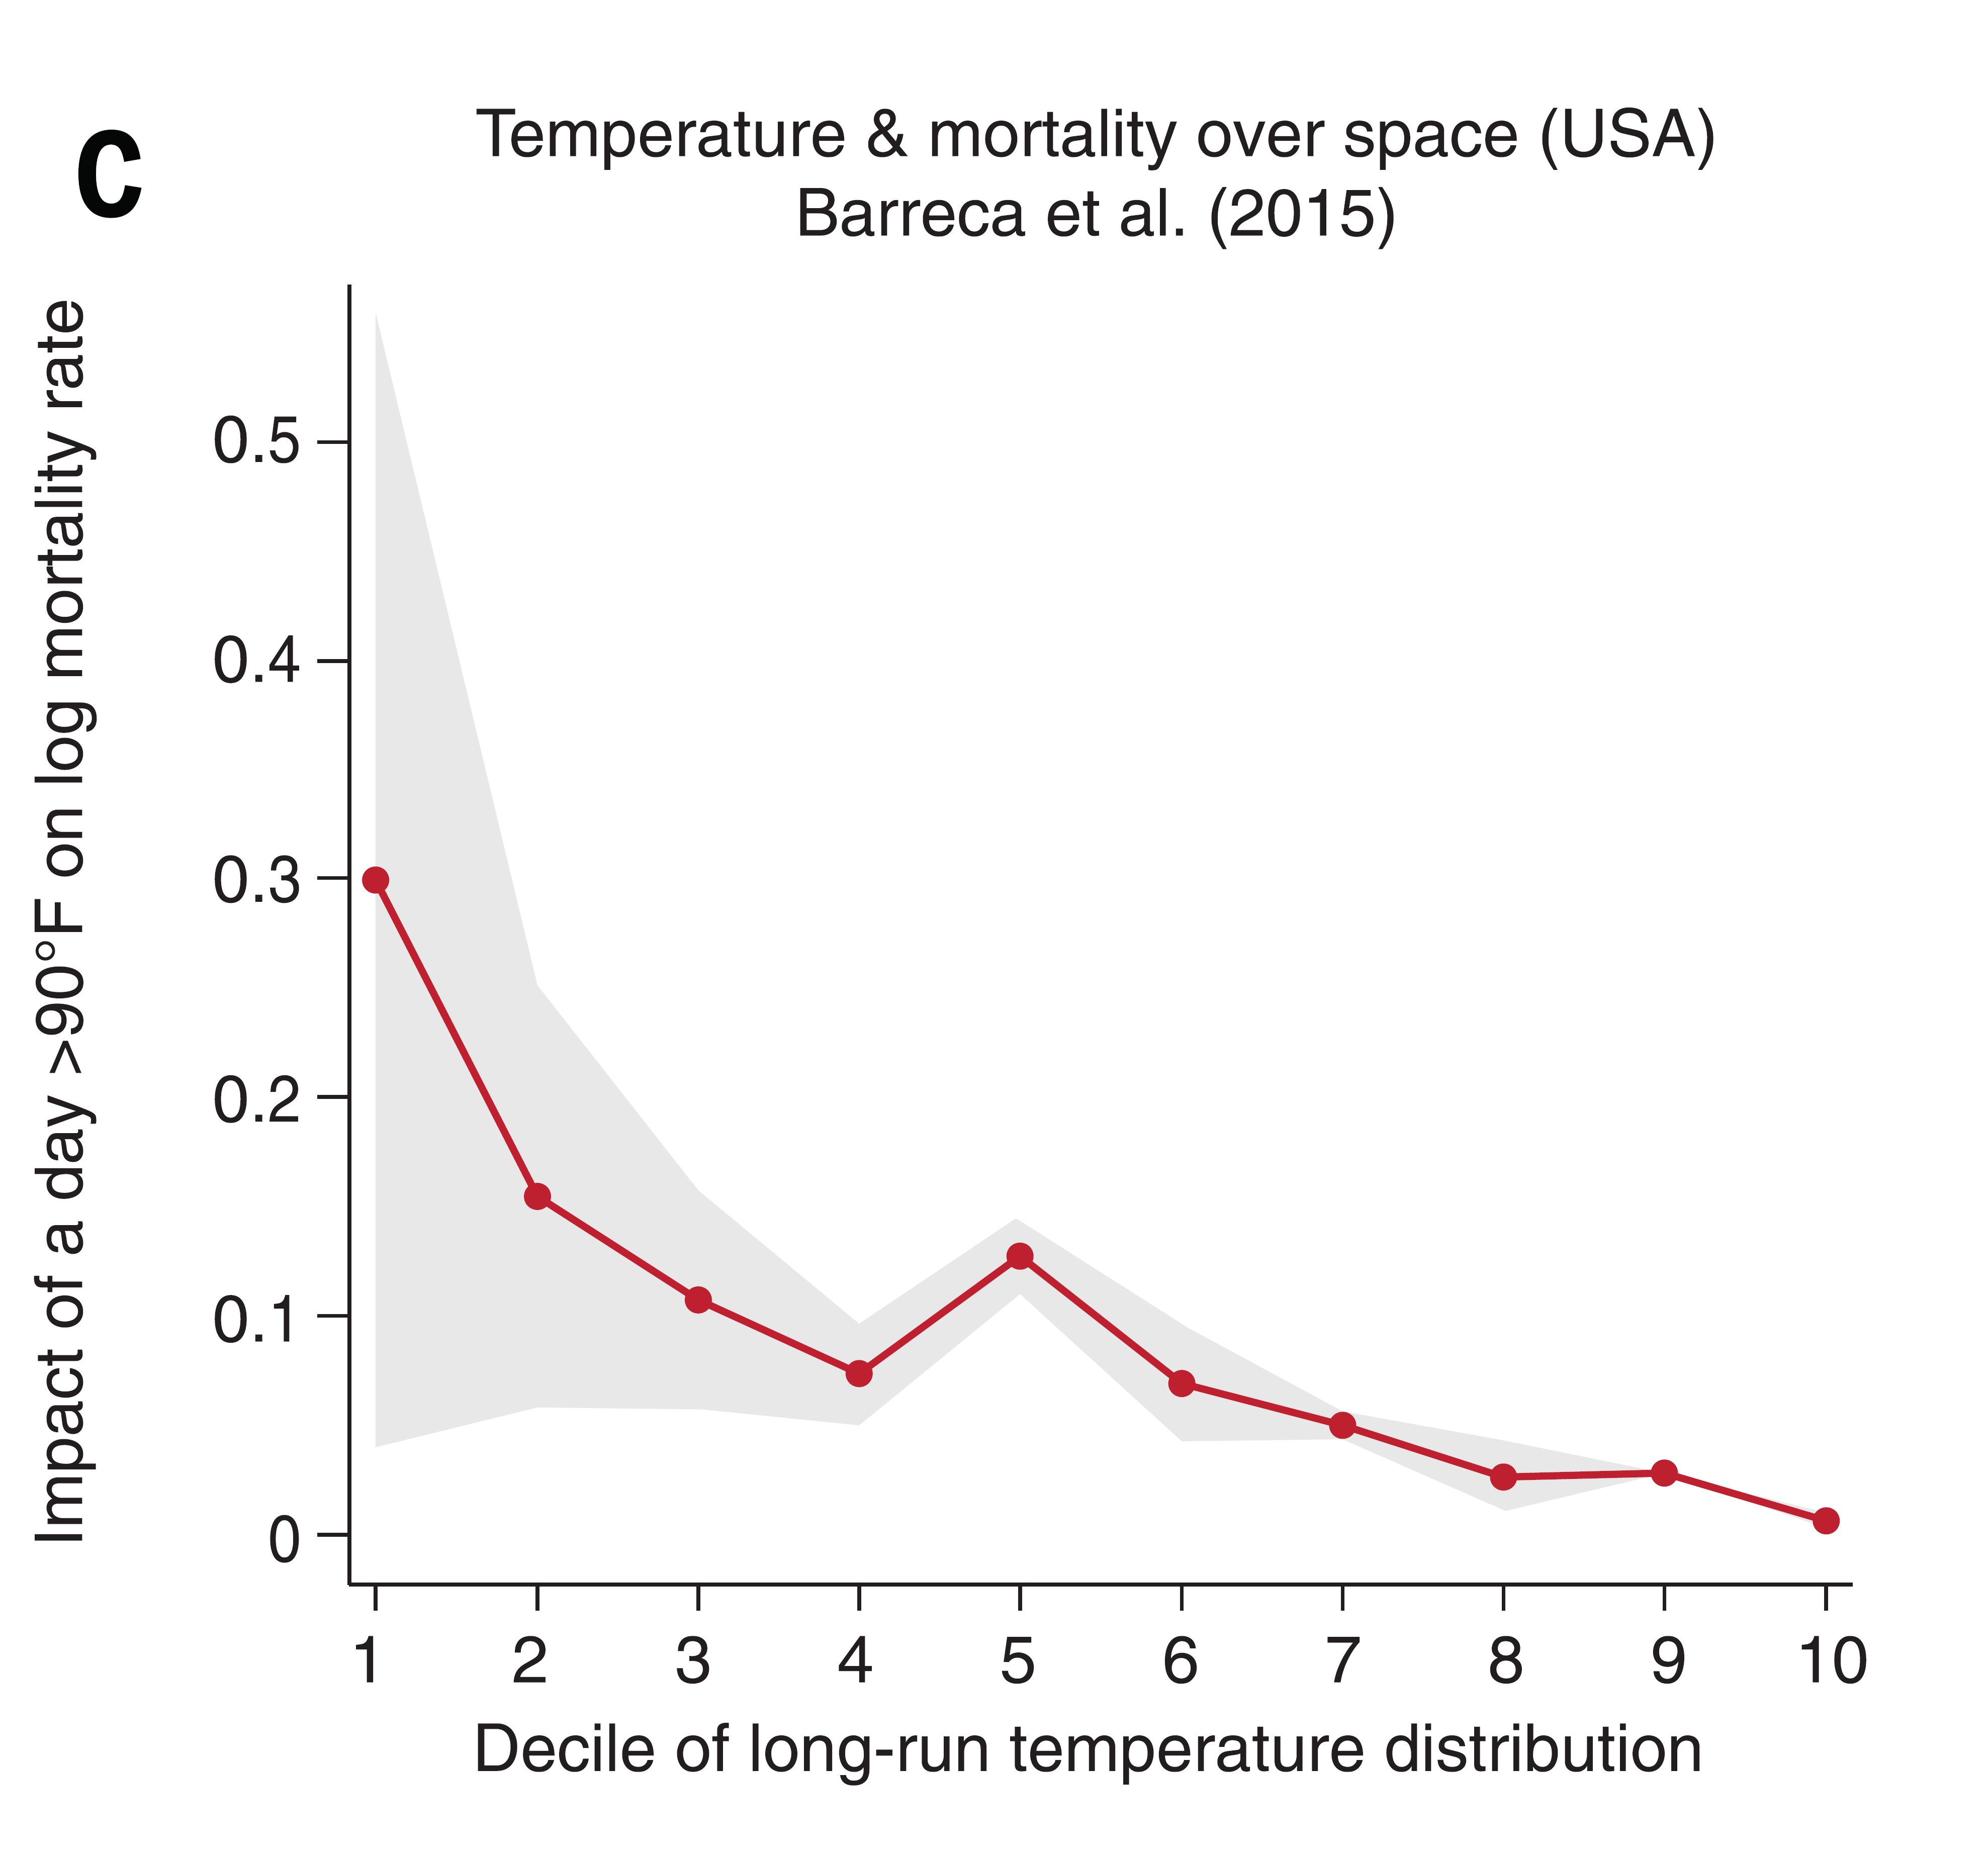 C
Temperature & mortality over space (USA)
Barreca et al. (2015)
Impact of a day >90°F on log mortality rate
0.5
0.4
0.3
0.2
0.1
0
1 2 3 4 5 6 7 8 9 10
Decile of long-run temperature distribution